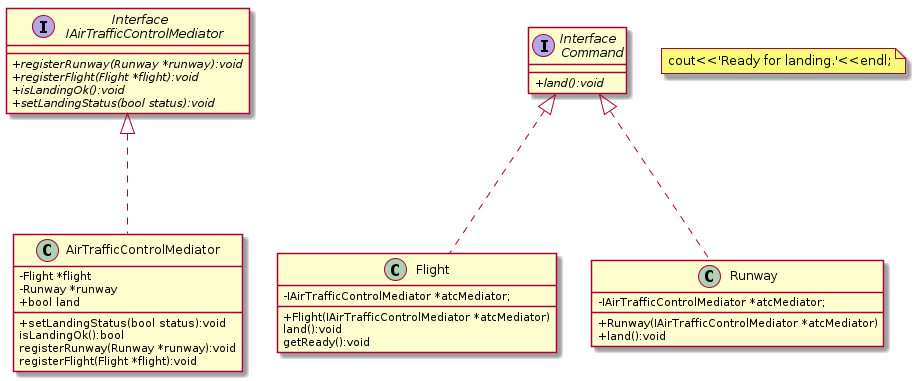 I
Interface
IAirTrafficControlMediator
+registerRunway(Runway *runway):void
+registerFlight(Flight *flight):void
+isLandingOk():void
+setLandingStatus(bool status):void
I
Interface
Command
+land():void
cout<<'Ready for landing.'<<endl;
C
AirTrafficControlMediator
-Flight *flight
-Runway *runway
+bool land
+setLandingStatus(bool status):void
isLandingOk():bool
registerRunway(Runway *runway):void
registerFlight(Flight *flight):void
C
Flight
-IAirTrafficControlMediator *atcMediator;
+Flight(IAirTrafficControlMediator *atcMediator)
land():void
getReady():void
C
Runway
-IAirTrafficControlMediator *atcMediator;
+Runway(IAirTrafficControlMediator *atcMediator)
+land():void